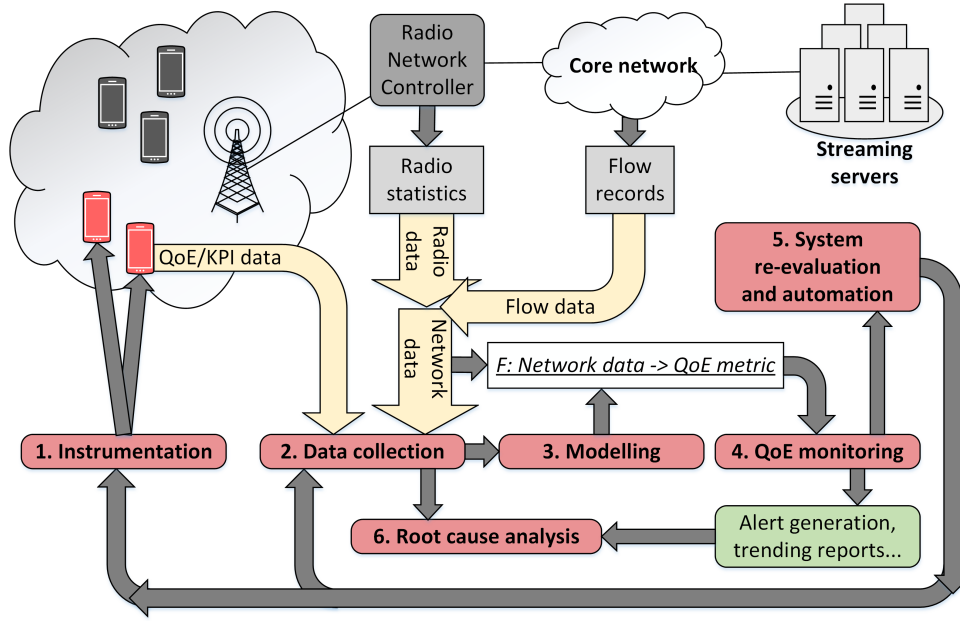 Radio
Network
Controller
Core network
Streaming
servers
Radio
statistics
Flow
records
QoE/KPI data
Radio
data
Flow data
5. System
re-evaluation
and automation
Network
data
F: Network data -> QoE metric
1. Instrumentation
2. Data collection
3. Modelling
4. QoE monitoring
6. Root cause analysis
Alert generation,
trending reports...